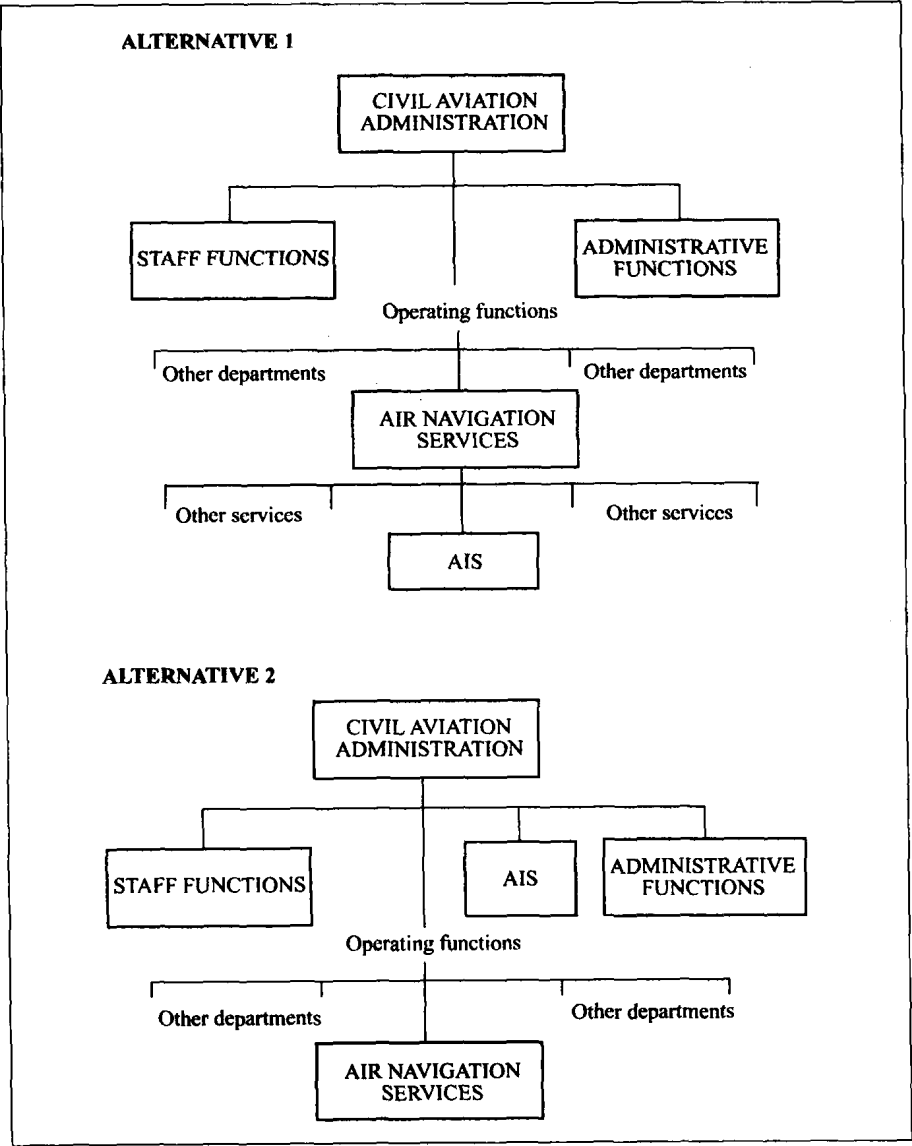 ALTERNATIVE 1
CIVIL AVIATION
ADMINISTRATION
STAFF FUNCTIONS
ADMINISTRATIVE
FUNCTIONS
Operating functions
Other departments
Other departments
AIR NAVIGATION
SERVICES
Other services
Other services
AIS
ALTERNATIVE 2
CIVIL AVIATION
ADMINISTRATION
STAFF FUNCTIONS
AIS
ADMINISTRATIVE
FUNCTIONS
Operating functions
Other departments
Other departments
AIR NAVIGATION
SERVICES